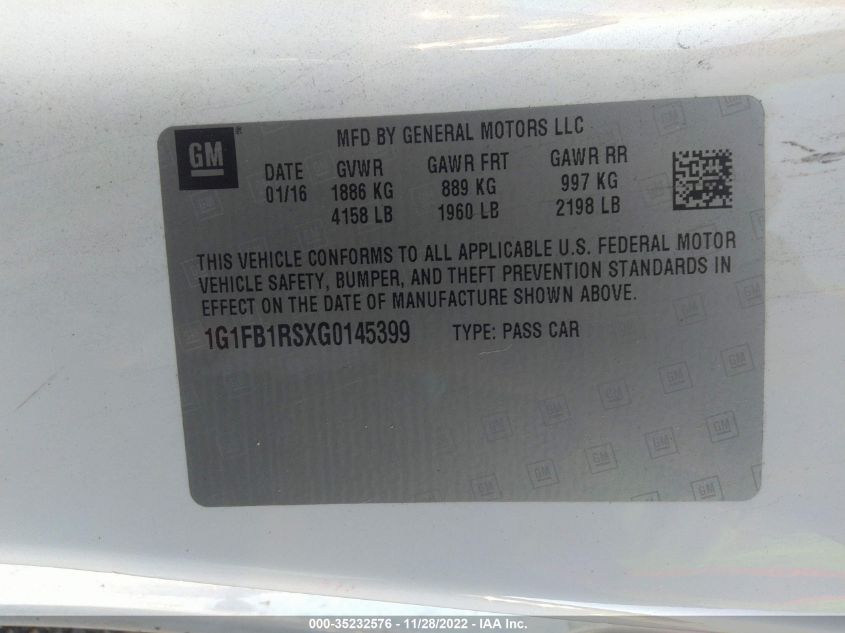 GM
MFD BY GENERAL MOTORS LLC
DATE GVWR GAWR FRT GAWR RR
01/16 1886 KG 889 KG 997 KG
4158 LB 1960 LB 2198 LB
THIS VEHICLE CONFORMS TO ALL APPLICABLE U.S. FEDERAL MOTOR
VEHICLE SAFETY, BUMPER, AND THEFT PREVENTION STANDARDS IN
EFFECT ON THE DATE OF MANUFACTURE SHOWN ABOVE.
1G1FB1RSXG0145399 TYPE: PASS CAR
000-35232576 - 11/28/2022 - IAA Inc.